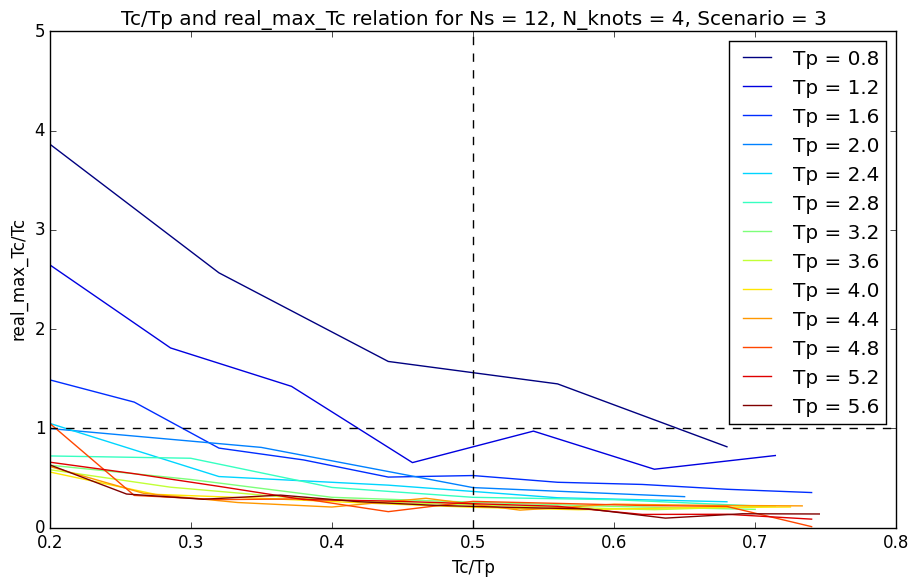 Tc/Tp and real_max_Tc relation for Ns = 12, N_knots = 4, Scenario = 3
5
4
3
2
1
0
real_max_Tc/Tc
Tp = 0.8
Tp = 1.2
Tp = 1.6
Tp = 2.0
Tp = 2.4
Tp = 2.8
Tp = 3.2
Tp = 3.6
Tp = 4.0
Tp = 4.4
Tp = 4.8
Tp = 5.2
Tp = 5.6
0.2 0.3 0.4 0.5 0.6 0.7 0.8
Tc/Tp